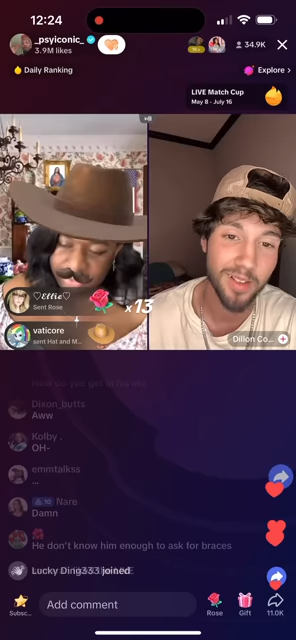 12:24
_psyiconic_
3.9M likes
34.9K
Daily Ranking
Explore >
LIVE Match Cup
May 8 - July 16
x8
♡Ellie♡
Sent Rose
x13
vaticore
sent Hat and M...
Dillon Co...
Dixon_butts
Aww
Kolby .
OH-
emmtalkss
...
10 Nare
Damn
He don't know him enough to ask for braces
Lucky Ding333 joined
Subsc...
Add comment
Rose
Gift
11.0K